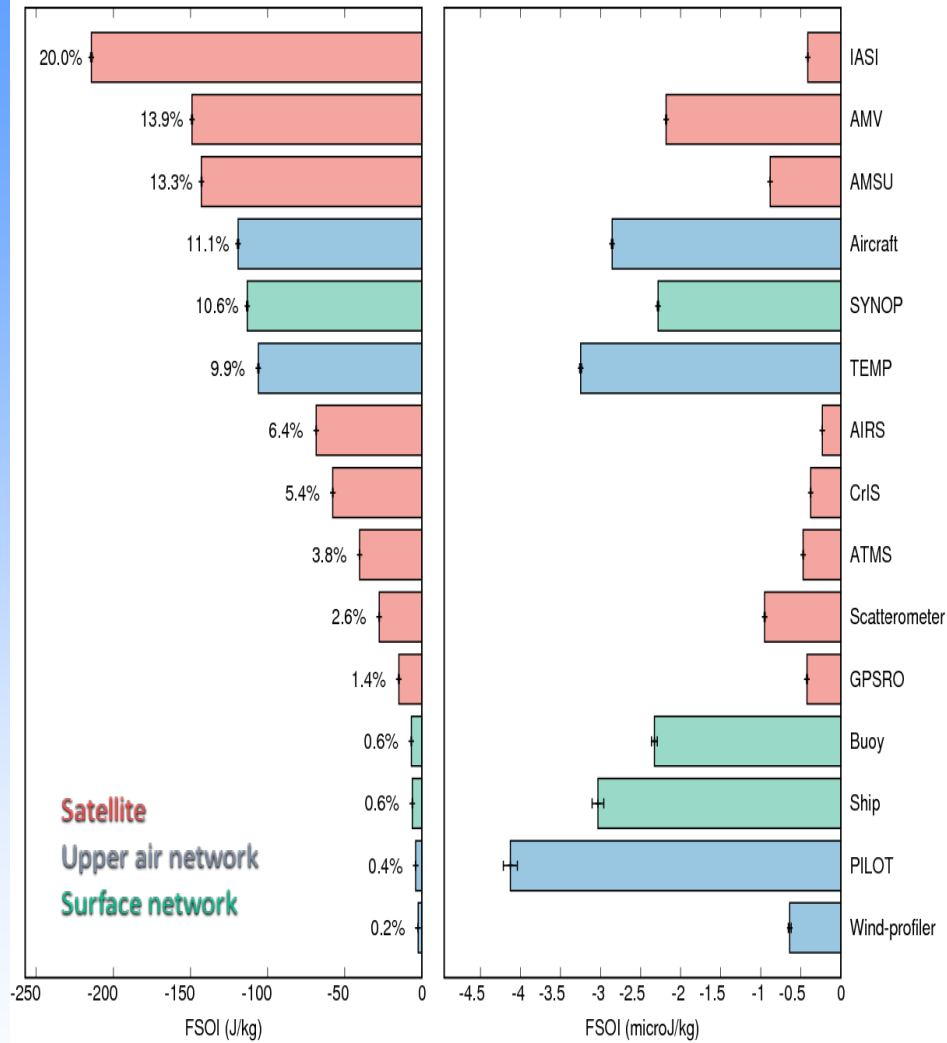 20.0%
IASI
13.9%
AMV
13.3%
AMSU
11.1%
Aircraft
10.6%
SYNOP
9.9%
TEMP
6.4%
AIRS
5.4%
CrIS
3.8%
ATMS
2.6%
Scatterometer
1.4%
GPSRO
0.6%
Buoy
0.6%
Ship
0.4%
PILOT
0.2%
Wind-profiler
Satellite
Upper air network
Surface network
-250 -200 -150 -100 -50 0
FSOI (J/kg)
-4.5 -4 -3.5 -3 -2.5 -2 -1.5 -1 -0.5 0
FSOI (microJ/kg)